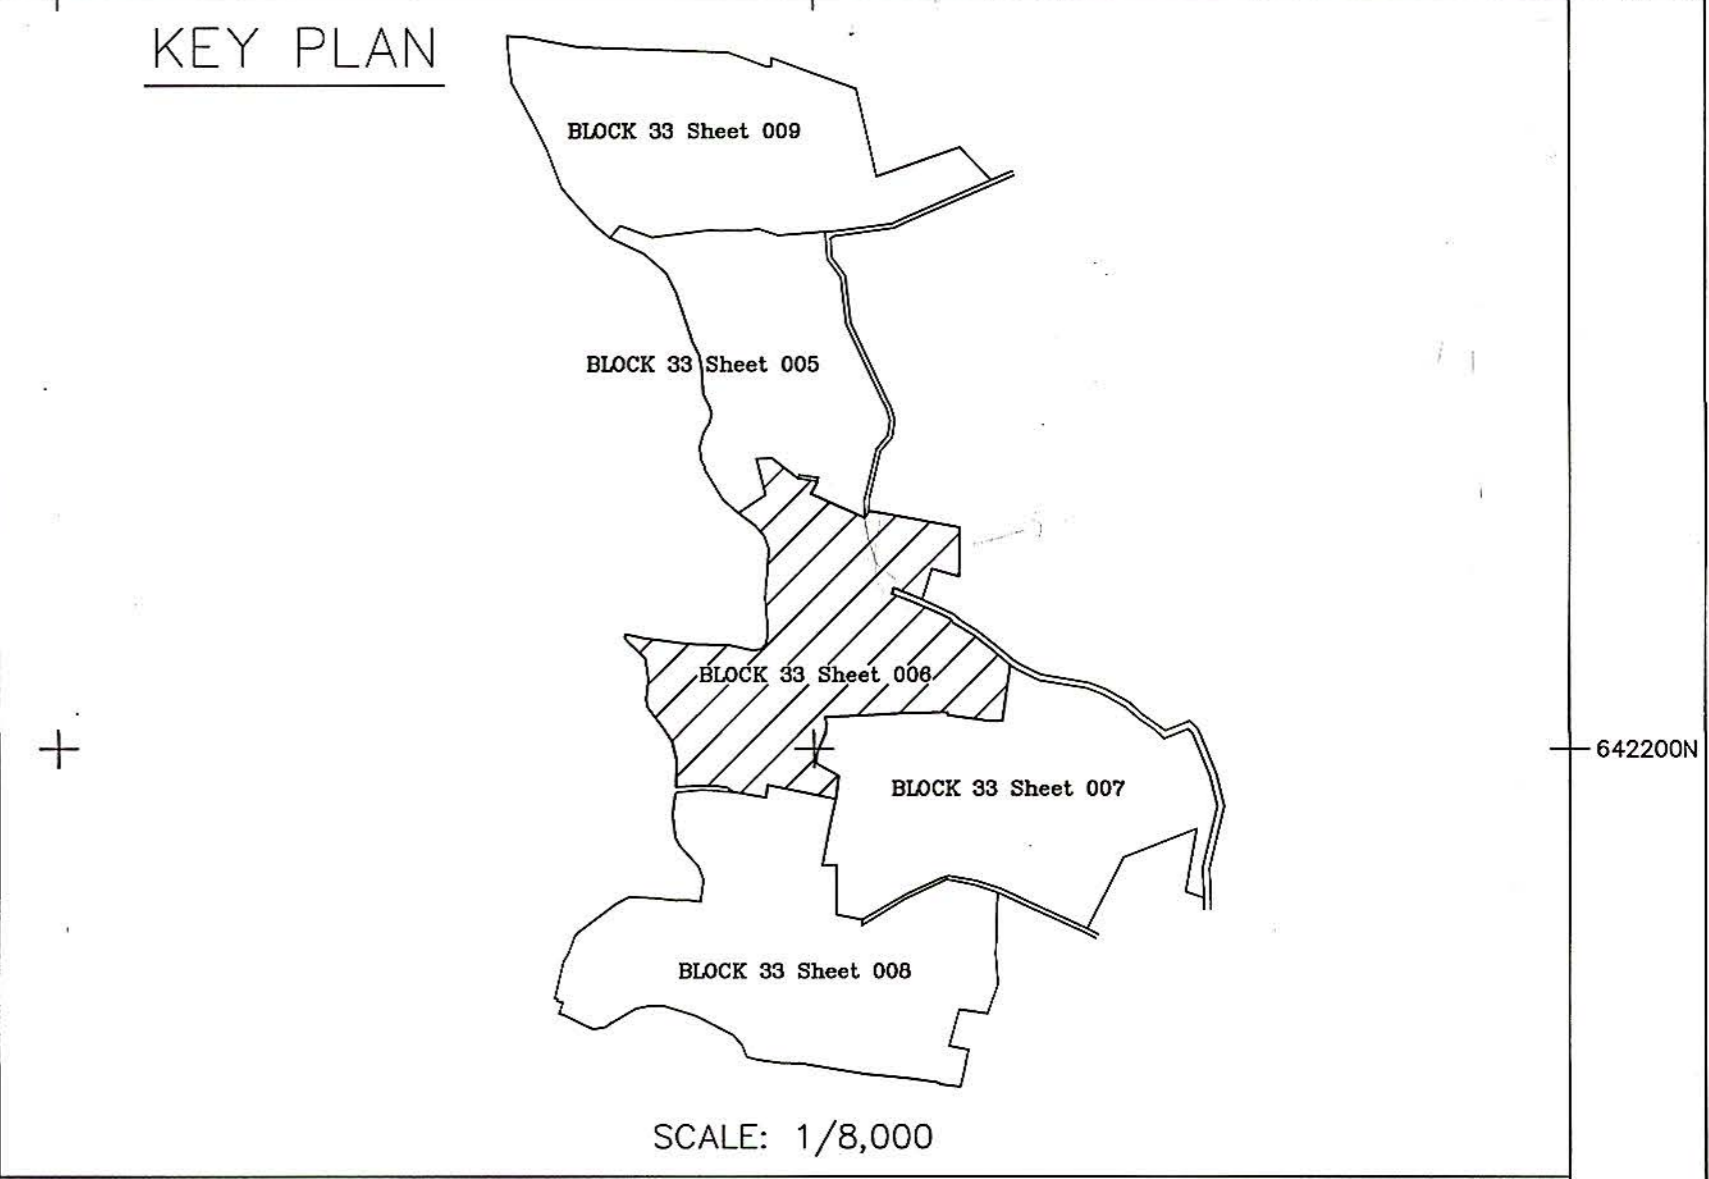 KEY PLAN
BLOCK 33 Sheet 009
BLOCK 33 Sheet 005
BLOCK 33 Sheet 006
642200N
BLOCK 33 Sheet 007
BLOCK 33 Sheet 008
SCALE: 1/8,000